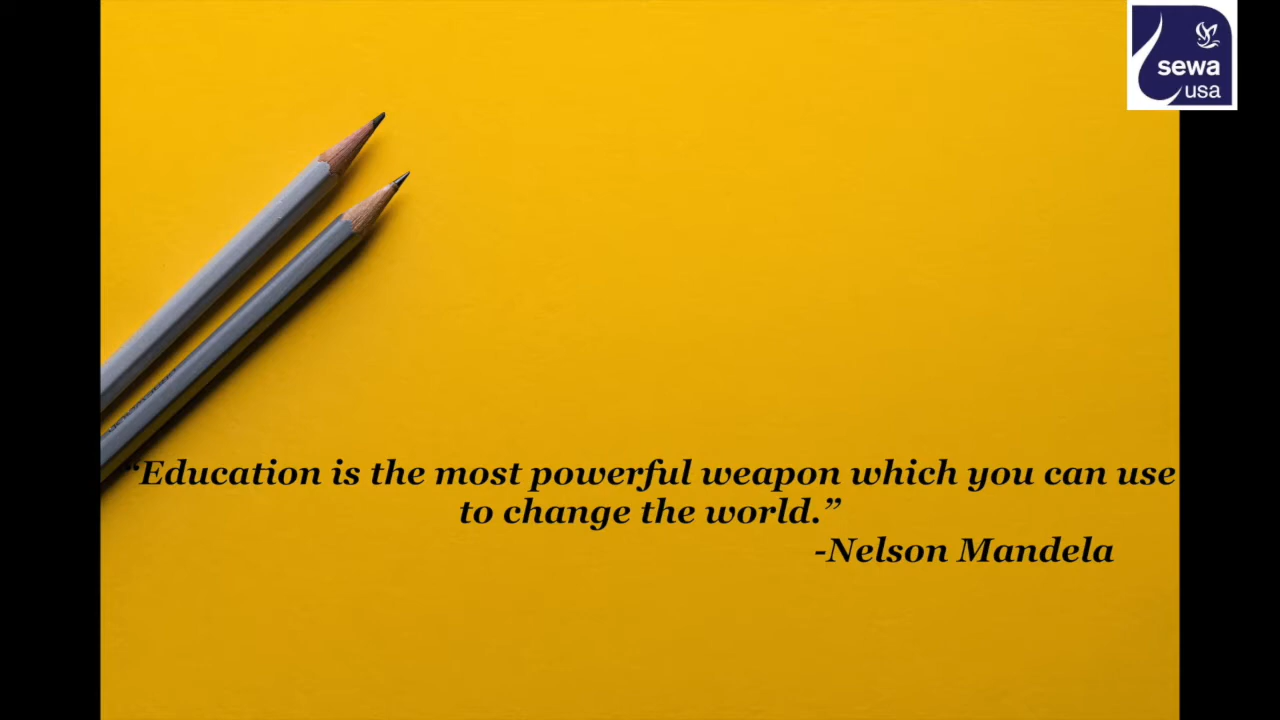 sewa
usa
“Education is the most powerful weapon which you can use
to change the world.”
-Nelson Mandela